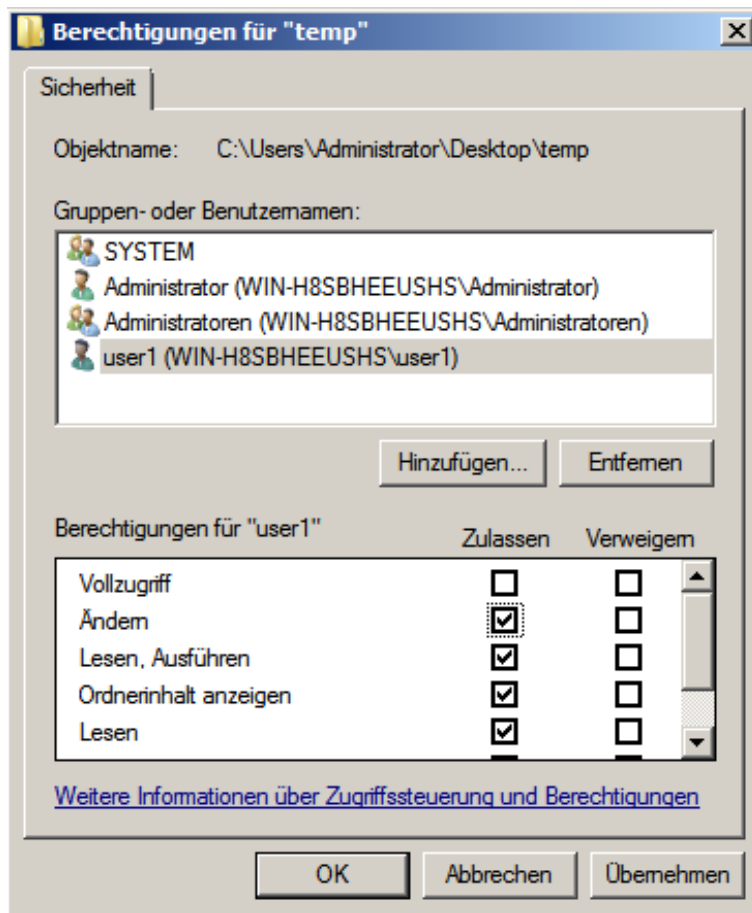 Berechtigungen für "temp"
Sicherheit
Objektname: C:\Users\Administrator\Desktop\temp
Gruppen- oder Benutzernamen:
SYSTEM
Administrator (WIN-H8SBHEEUSHS\Administrator)
Administratoren (WIN-H8SBHEEUSHS\Administratoren)
user1 (WIN-H8SBHEEUSHS\user1)
Hinzufügen... Entfernen
Berechtigungen für "user1" Zulassen Verweigern
Vollzugriff
Ändern
Lesen, Ausführen
Ordnerinhalt anzeigen
Lesen
Weitere Informationen über Zugriffssteuerung und Berechtigungen
OK Abbrechen Übernehmen